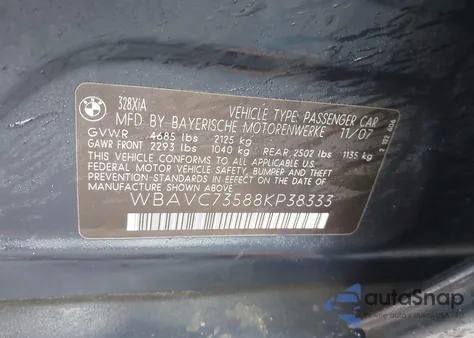 BMW
328XiA
VEHICLE TYPE: PASSENGER CAR
MFD. BY BAYERISCHE MOTORENWERKE 11/07
GVWR 4685 lbs 2125 kg
GAWR FRONT 2293 lbs 1040 kg REAR 2502 lbs 1135 kg
THIS VEHICLE CONFORMS TO ALL APPLICABLE U.S.
FEDERAL MOTOR VEHICLE SAFETY, BUMPER AND THEFT
PREVENTION STANDARDS IN EFFECT ON THE DATE OF
MANUFACTURE SHOWN ABOVE.
WBAVC73588KP38333
autoSnap